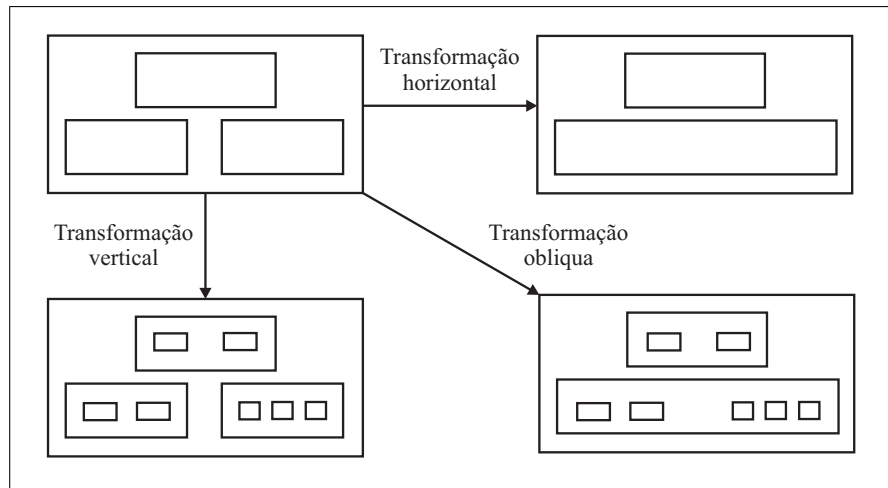 Transformação
horizontal
Transformação
vertical
Transformação
obliqua